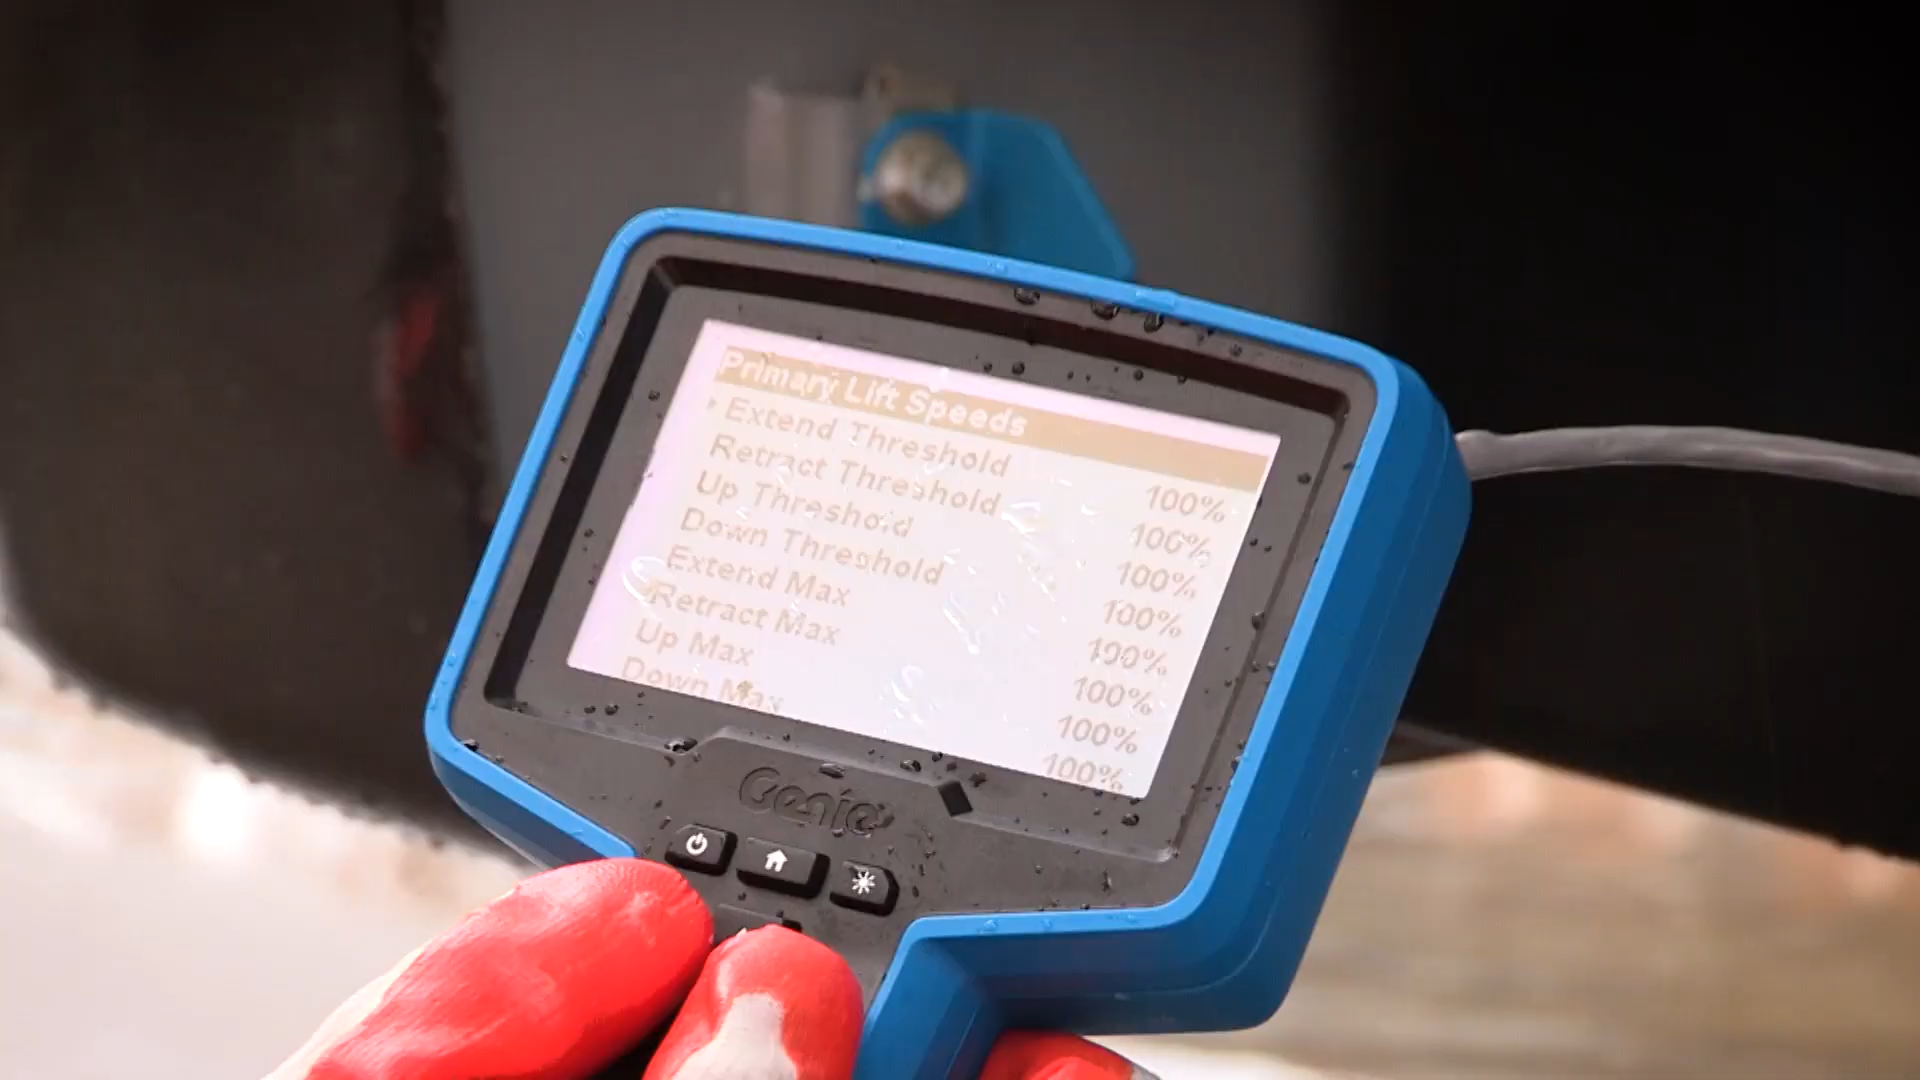 Primary Lift Speeds
Extend Threshold 100%
Retract Threshold 100%
Up Threshold 100%
Down Threshold 100%
Extend Max 100%
Retract Max 100%
Up Max 100%
Down Max 100%
Genie